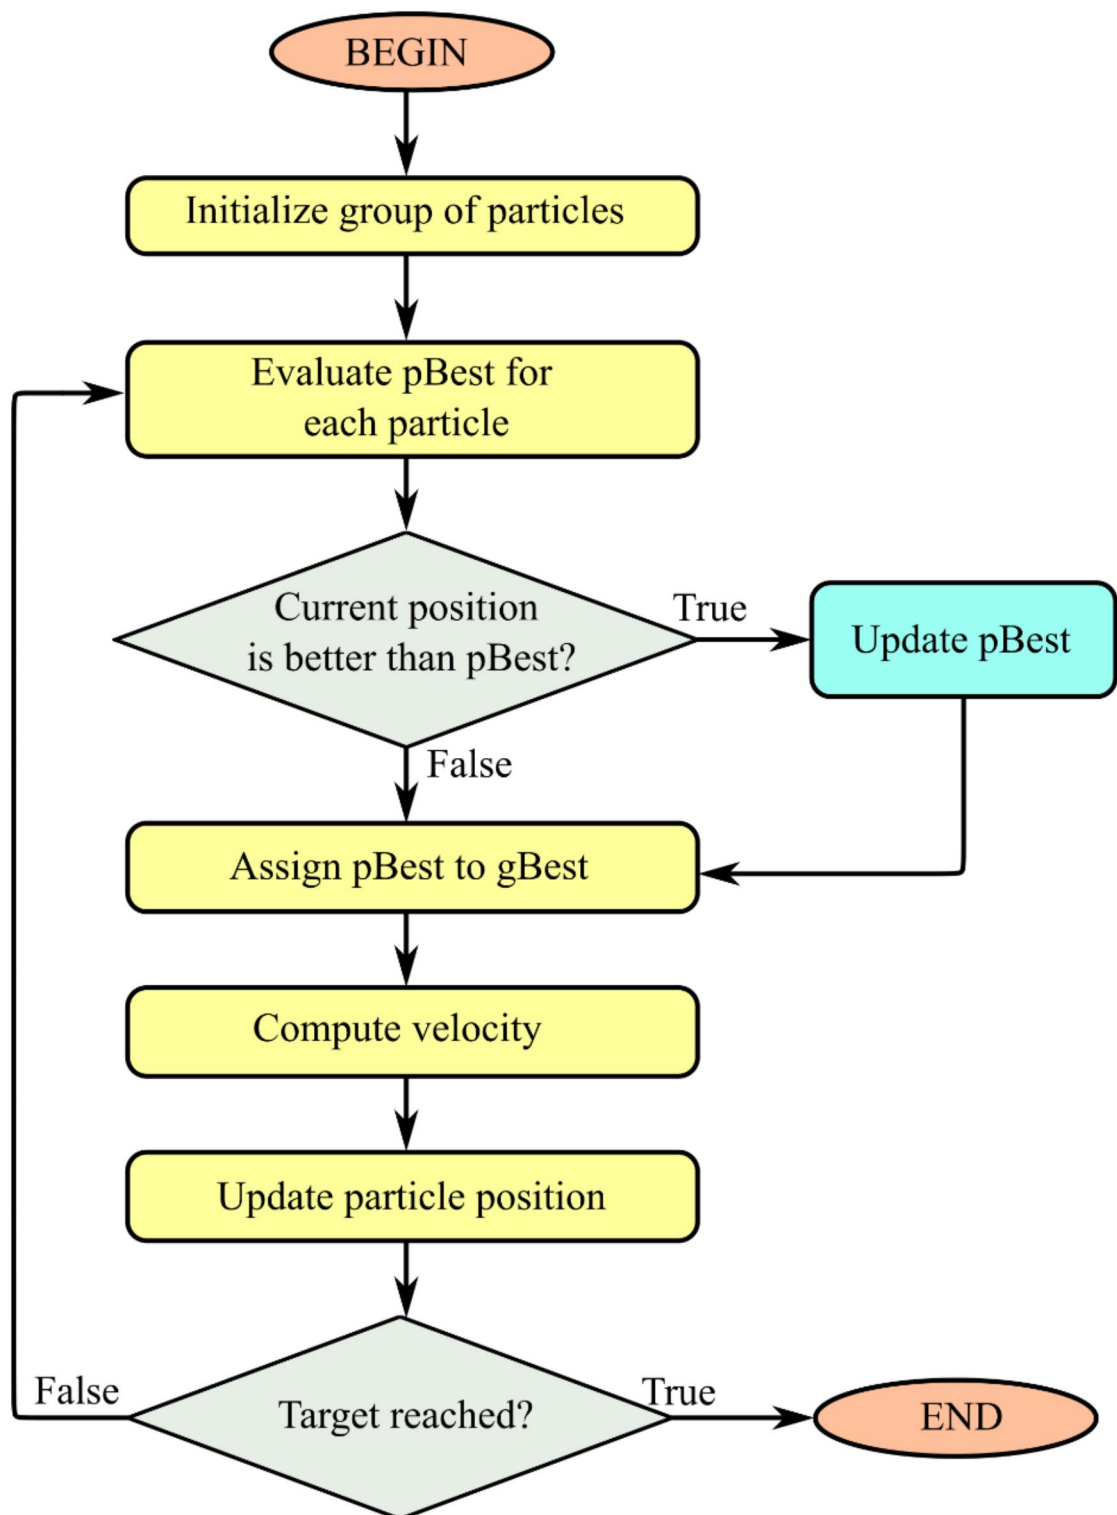 BEGIN
Initialize group of particles
Evaluate pBest for
each particle
Current position
is better than pBest?
True
Update pBest
False
Assign pBest to gBest
Compute velocity
Update particle position
Target reached?
False
True
END